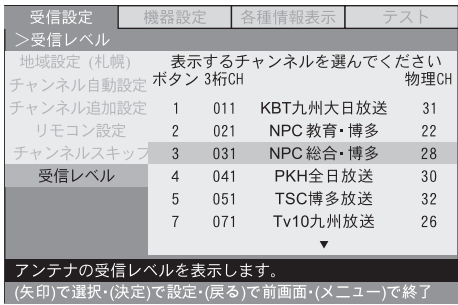 受信設定 機器設定 各種情報表示 テスト
＞受信レベル
地域設定 (札幌)
チャンネル自動設定
チャンネル追加設定
リモコン設定
チャンネルスキップ
受信レベル
表示するチャンネルを選んでください
ボタン 3桁CH 物理CH
1 011 KBT九州大日放送 31
2 021 NPC 教育・博多 22
3 031 NPC 総合・博多 28
4 041 PKH全日放送 30
5 051 TSC博多放送 32
7 071 Tv10九州放送 26
▼
アンテナの受信レベルを表示します。
(矢印)で選択・(決定)で設定・(戻る)で前画面・(メニュー)で終了